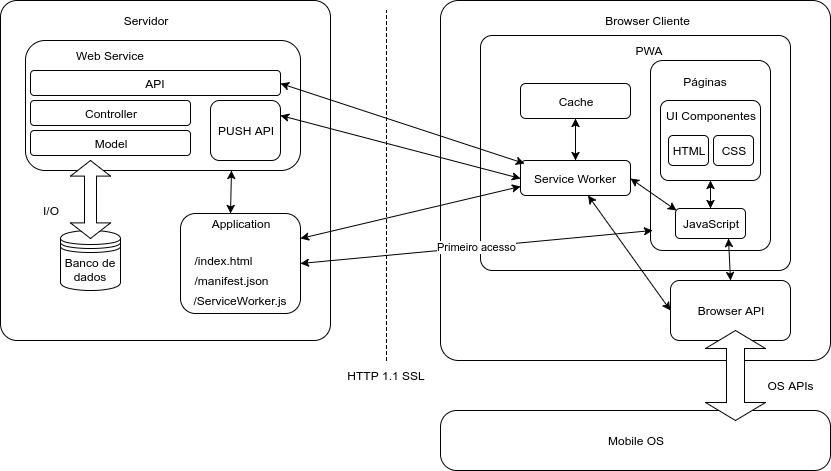 Servidor
Web Service
API
Controller
Model
PUSH API
I/O
Banco de
dados
Application
/index.html
/manifest.json
/ServiceWorker.js
HTTP 1.1 SSL
Primeiro acesso
Browser Cliente
PWA
Páginas
UI Componentes
HTML
CSS
Cache
Service Worker
JavaScript
Browser API
OS APIs
Mobile OS